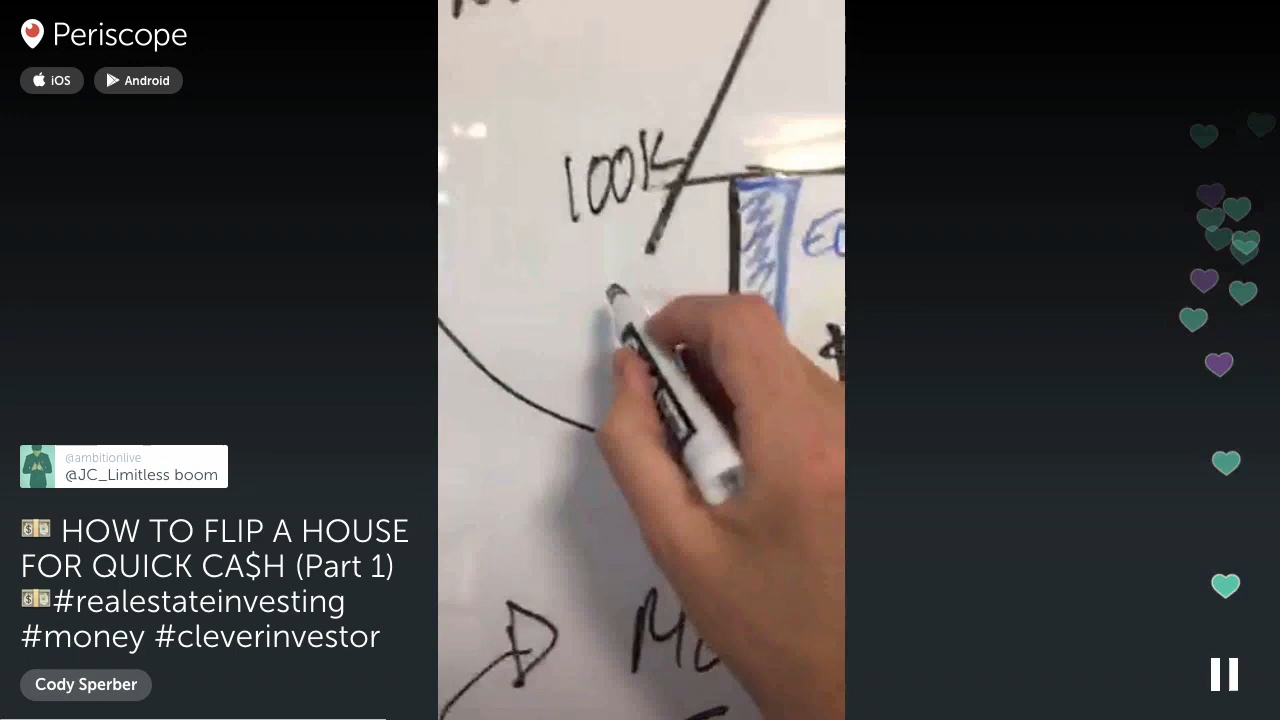 Periscope
iOS
Android
100K
@ambitionlive
@JC_Limitless boom
💵 HOW TO FLIP A HOUSE
FOR QUICK CA$H (Part 1)
💵#realestateinvesting
#money #cleverinvestor
Cody Sperber